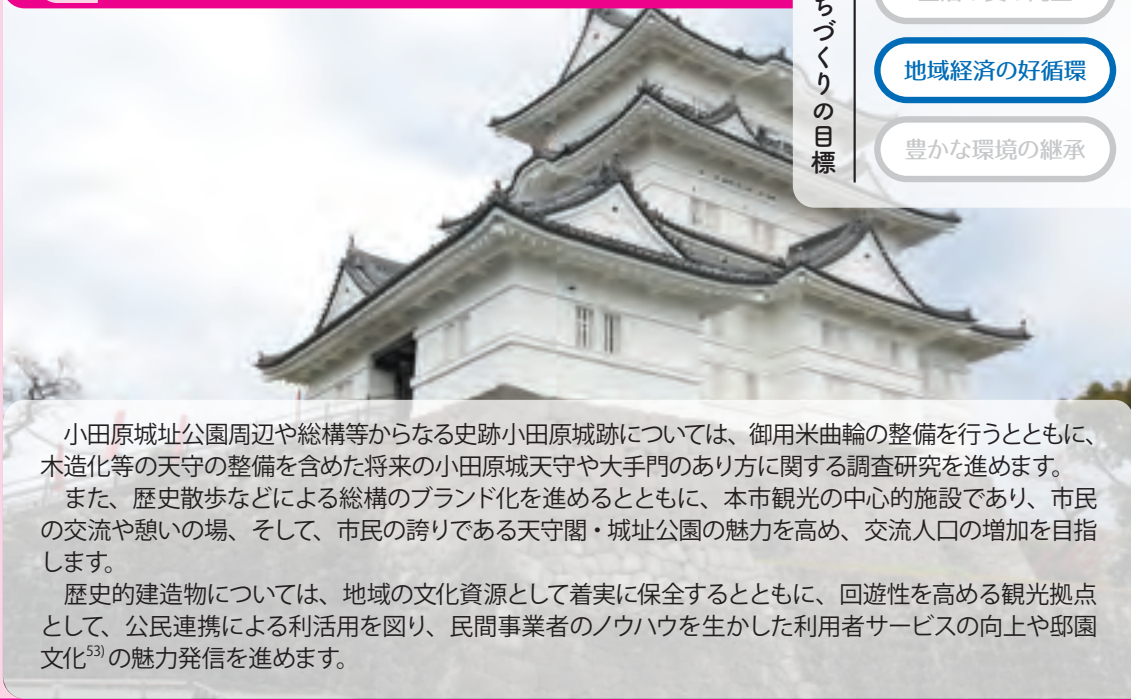 ちづくりの目標
地域経済の好循環
豊かな環境の継承
小田原城址公園周辺や総構等からなる史跡小田原城跡については、御用米曲輪の整備を行うとともに、
木造化等の天守の整備を含めた将来の小田原城天守や大手門のあり方に関する調査研究を進めます。
また、歴史散歩などによる総構のブランド化を進めるとともに、本市観光の中心的施設であり、市民
の交流や憩いの場、そして、市民の誇りである天守閣・城址公園の魅力を高め、交流人口の増加を目指
します。
歴史的建造物については、地域の文化資源として着実に保全するとともに、回遊性を高める観光拠点
として、公民連携による利活用を図り、民間事業者のノウハウを生かした利用者サービスの向上や邸園
文化53)の魅力発信を進めます。